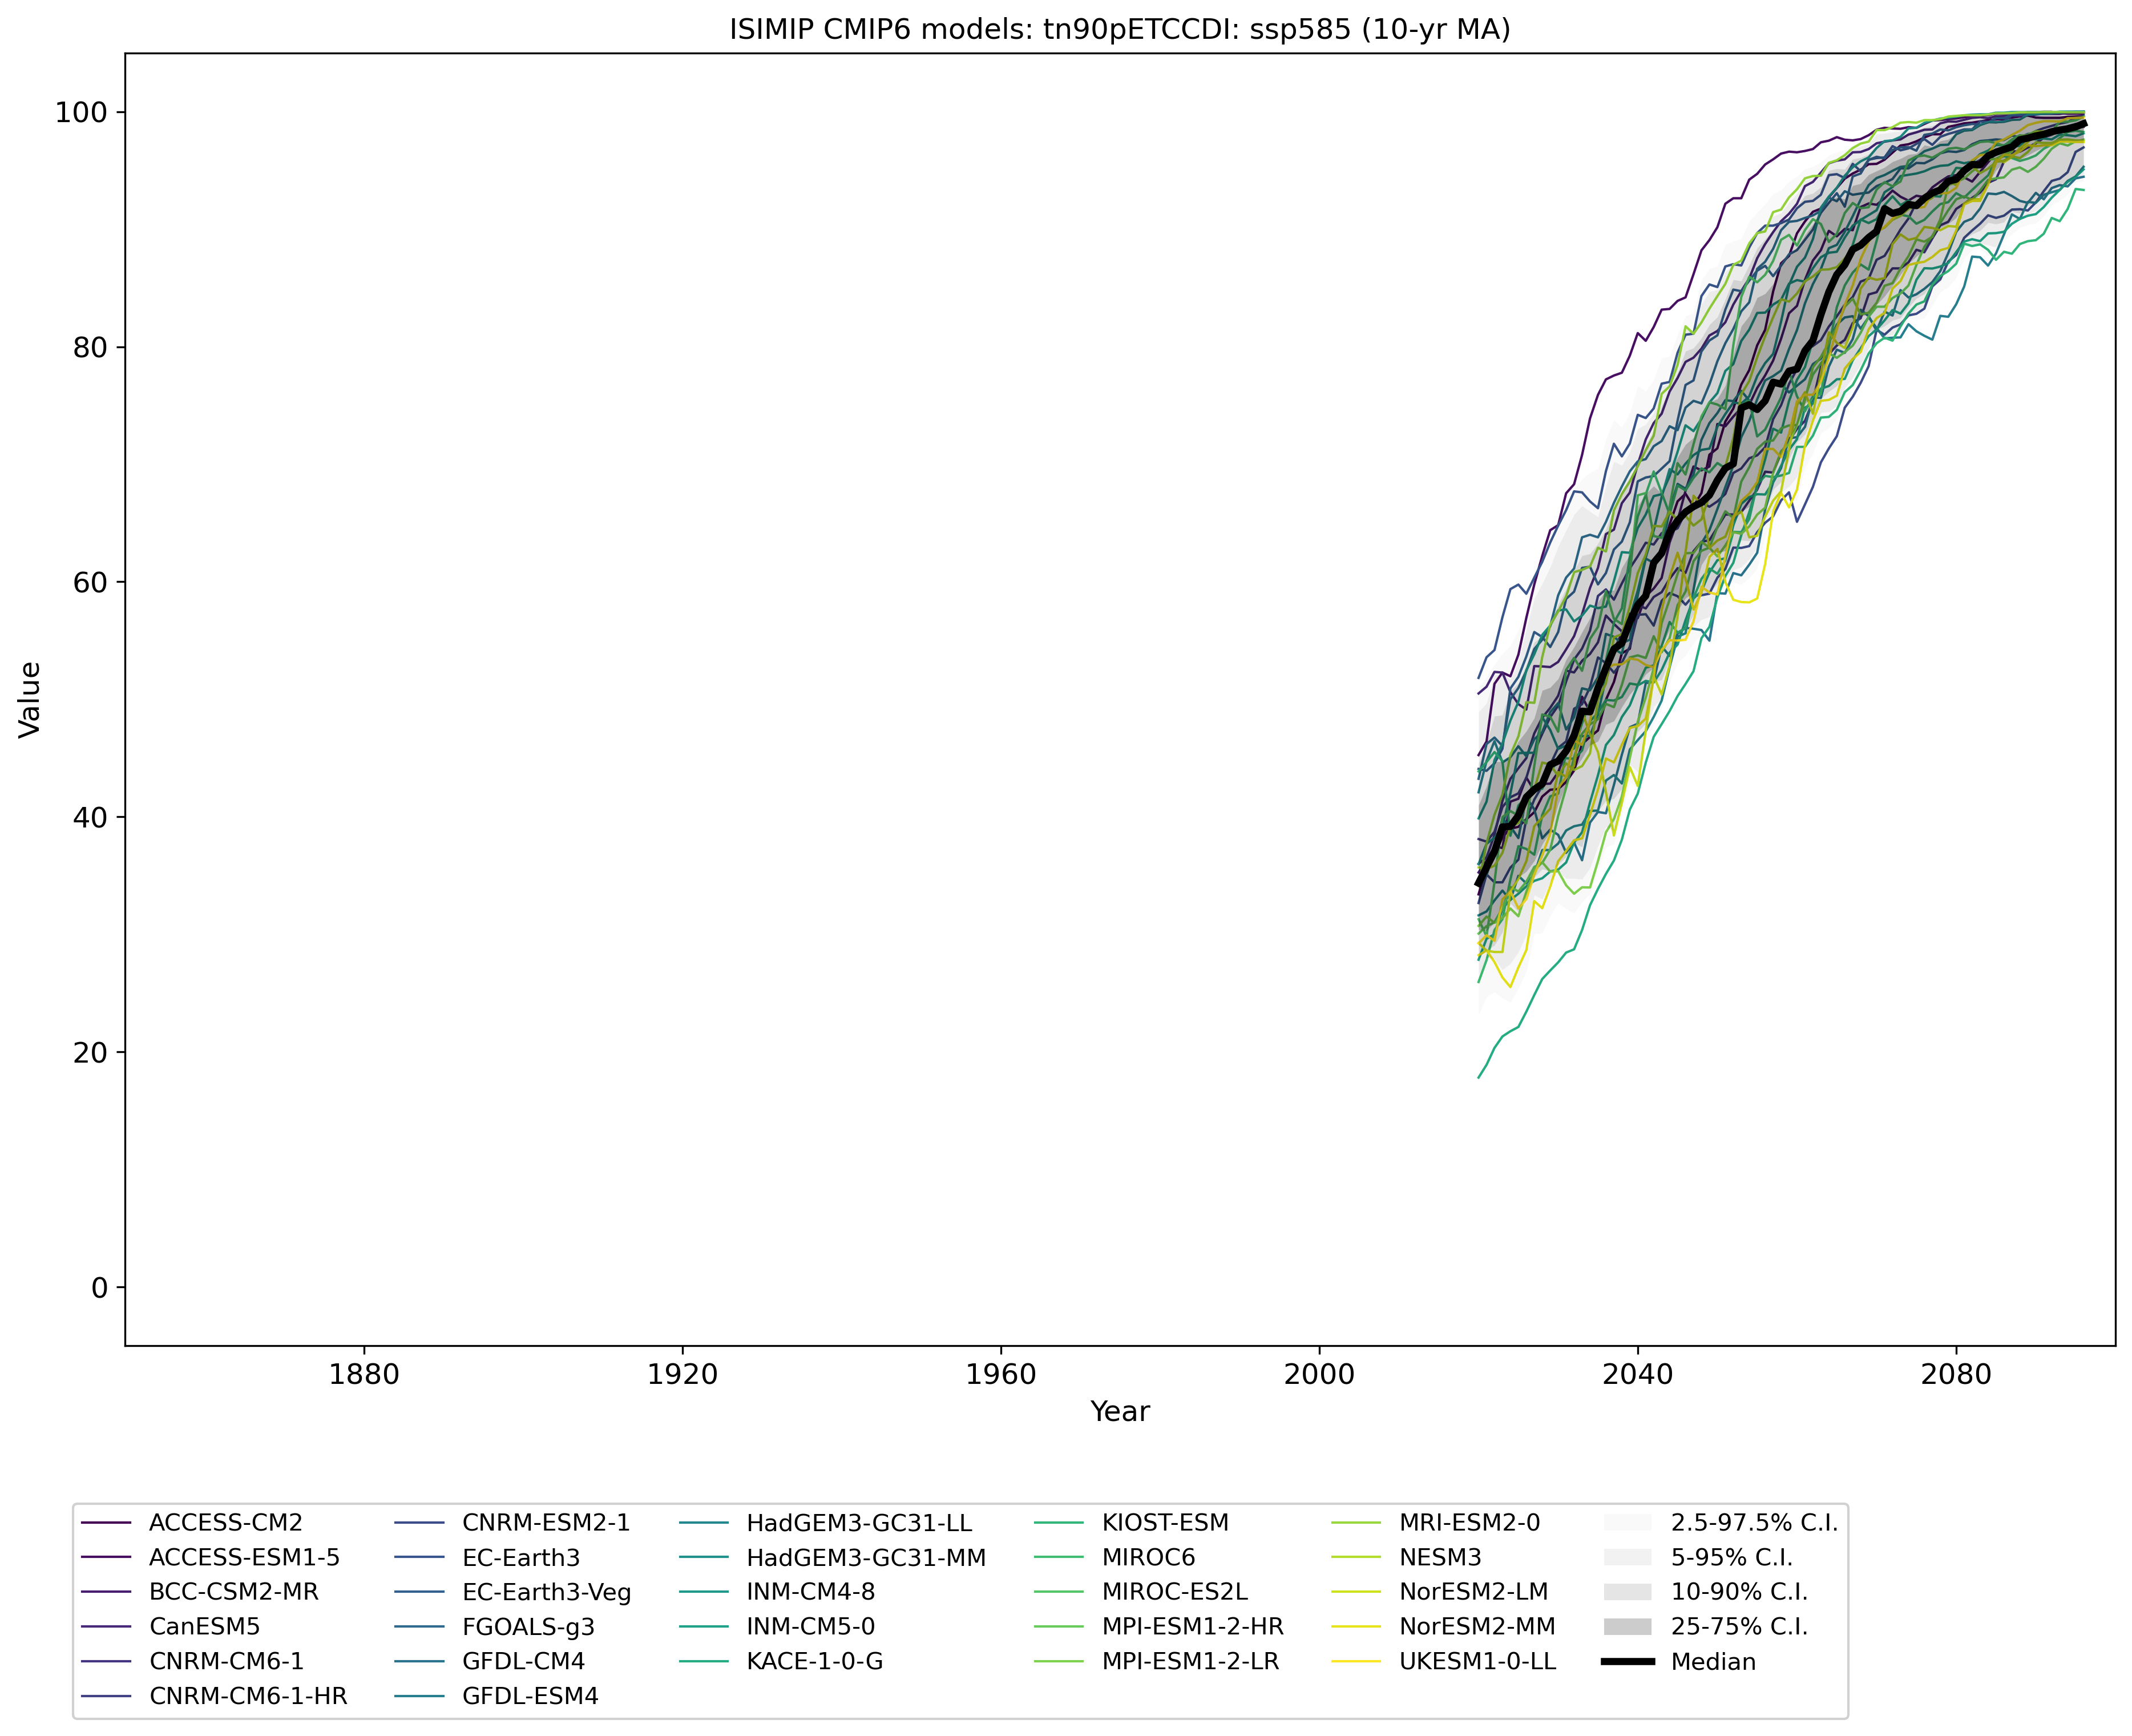 ISIMIP CMIP6 models: tn90pETCCDI: ssp585 (10-yr MA)
100
80
60
40
20
0
Value
1880
1920
1960
2000
2040
2080
Year
ACCESS-CM2
ACCESS-ESM1-5
BCC-CSM2-MR
CanESM5
CNRM-CM6-1
CNRM-CM6-1-HR
CNRM-ESM2-1
EC-Earth3
EC-Earth3-Veg
FGOALS-g3
GFDL-CM4
GFDL-ESM4
HadGEM3-GC31-LL
HadGEM3-GC31-MM
INM-CM4-8
INM-CM5-0
KACE-1-0-G
KIOST-ESM
MIROC6
MIROC-ES2L
MPI-ESM1-2-HR
MPI-ESM1-2-LR
MRI-ESM2-0
NESM3
NorESM2-LM
NorESM2-MM
UKESM1-0-LL
2.5-97.5% C.I.
5-95% C.I.
10-90% C.I.
25-75% C.I.
Median